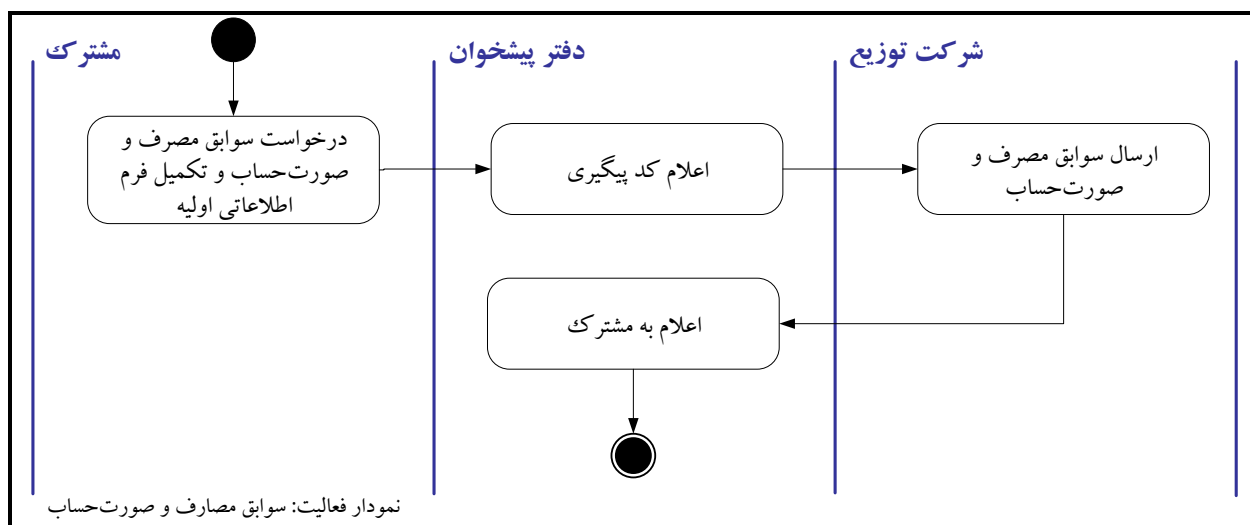 مشترک
دفتر پیشخوان
شرکت توزیع
درخواست سوابق مصرف و
صورت‌حساب و تکمیل فرم
اطلاعاتی اولیه
اعلام کد پیگیری
ارسال سوابق مصرف و
صورت‌حساب
اعلام به مشترک
نمودار فعالیت: سوابق مصارف و صورت‌حساب